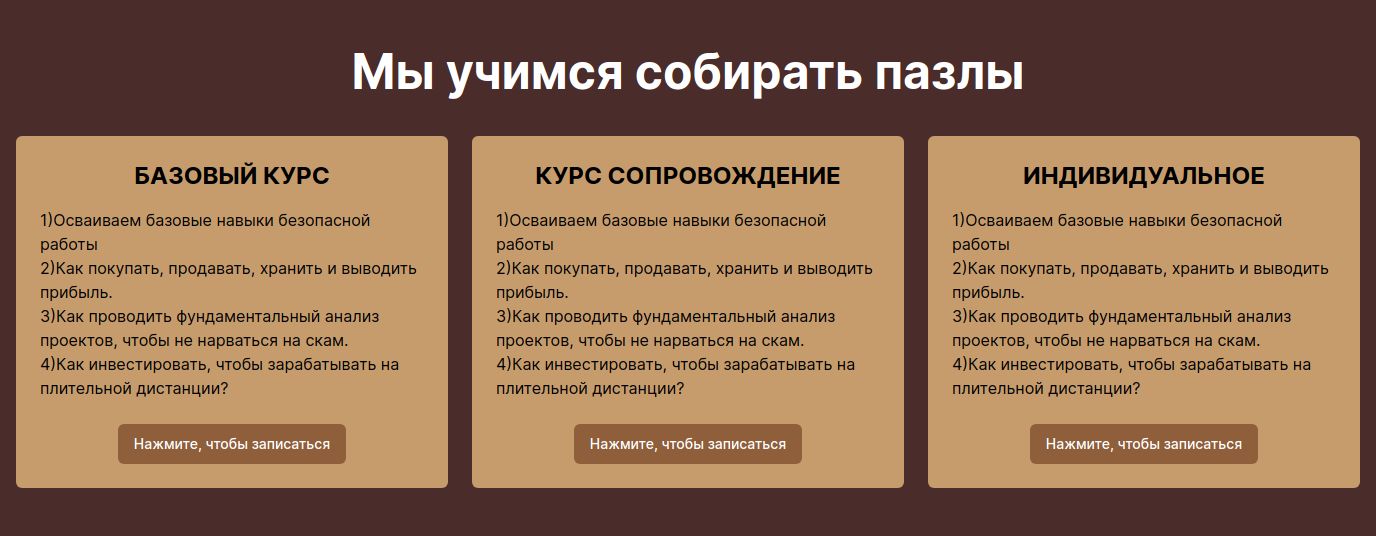 Мы учимся собирать пазлы
БАЗОВЫЙ КУРС
1)Осваиваем базовые навыки безопасной
работы
2)Как покупать, продавать, хранить и выводить
прибыль.
3)Как проводить фундаментальный анализ
проектов, чтобы не нарваться на скам.
4)Как инвестировать, чтобы зарабатывать на
плительной дистанции?
Нажмите, чтобы записаться
КУРС СОПРОВОЖДЕНИЕ
1)Осваиваем базовые навыки безопасной
работы
2)Как покупать, продавать, хранить и выводить
прибыль.
3)Как проводить фундаментальный анализ
проектов, чтобы не нарваться на скам.
4)Как инвестировать, чтобы зарабатывать на
плительной дистанции?
Нажмите, чтобы записаться
ИНДИВИДУАЛЬНОЕ
1)Осваиваем базовые навыки безопасной
работы
2)Как покупать, продавать, хранить и выводить
прибыль.
3)Как проводить фундаментальный анализ
проектов, чтобы не нарваться на скам.
4)Как инвестировать, чтобы зарабатывать на
плительной дистанции?
Нажмите, чтобы записаться